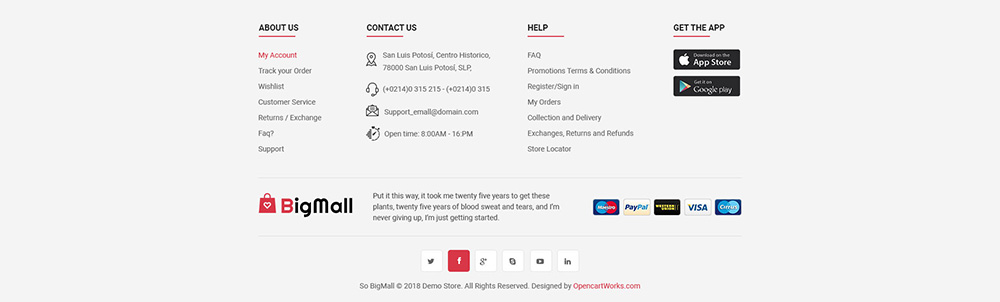 ABOUT US
My Account
Track your Order
Wishlist
Customer Service
Returns / Exchange
Faq?
Support
CONTACT US
San Luis Potosí, Centro Historico,
78000 San Luis Potosí, SLP,
(+0214)0 315 215 - (+0214)0 315
Support_emall@domain.com
Open time: 8:00AM - 16:PM
HELP
FAQ
Promotions Terms & Conditions
Register/Sign in
My Orders
Collection and Delivery
Exchanges, Returns and Refunds
Store Locator
GET THE APP
Download on the
App Store
Get it on
Google play
BigMall
Put it this way, it took me twenty five years to get these
plants, twenty five years of blood sweat and tears, and I'm
never giving up, I'm just getting started.
Maestro
PayPal
WESTERN
UNION
VISA
Cirrus
So BigMall © 2018 Demo Store. All Rights Reserved. Designed by OpencartWorks.com